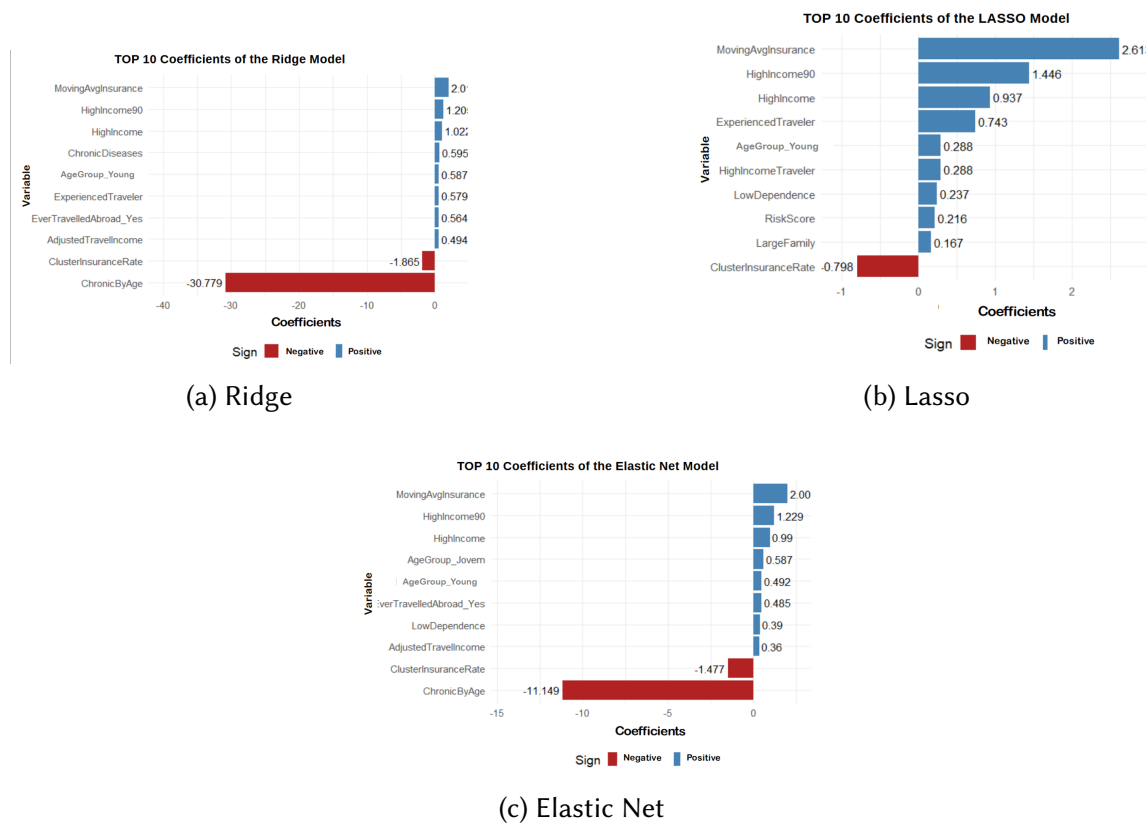 TOP 10 Coefficients of the Ridge Model
Variable
MovingAvgInsurance 2.01
HighIncome90 1.205
HighIncome 1.022
ChronicDiseases 0.595
AgeGroup_Young 0.587
ExperiencedTraveler 0.579
EverTravelledAbroad_Yes 0.564
AdjustedTravelIncome 0.494
ClusterInsuranceRate -1.865
ChronicByAge -30.779
-40 -30 -20 -10 0
Coefficients
Sign Negative Positive
(a) Ridge
TOP 10 Coefficients of the LASSO Model
Variable
MovingAvgInsurance 2.613
HighIncome90 1.446
HighIncome 0.937
ExperiencedTraveler 0.743
AgeGroup_Young 0.288
HighIncomeTraveler 0.288
LowDependence 0.237
RiskScore 0.216
LargeFamily 0.167
ClusterInsuranceRate -0.798
-1 0 1 2
Coefficients
Sign Negative Positive
(b) Lasso
TOP 10 Coefficients of the Elastic Net Model
Variable
MovingAvgInsurance 2.00
HighIncome90 1.229
HighIncome 0.99
AgeGroup_Jovem 0.587
AgeGroup_Young 0.492
EverTravelledAbroad_Yes 0.485
LowDependence 0.39
AdjustedTravelIncome 0.36
ClusterInsuranceRate -1.477
ChronicByAge -11.149
-15 -10 -5 0
Coefficients
Sign Negative Positive
(c) Elastic Net